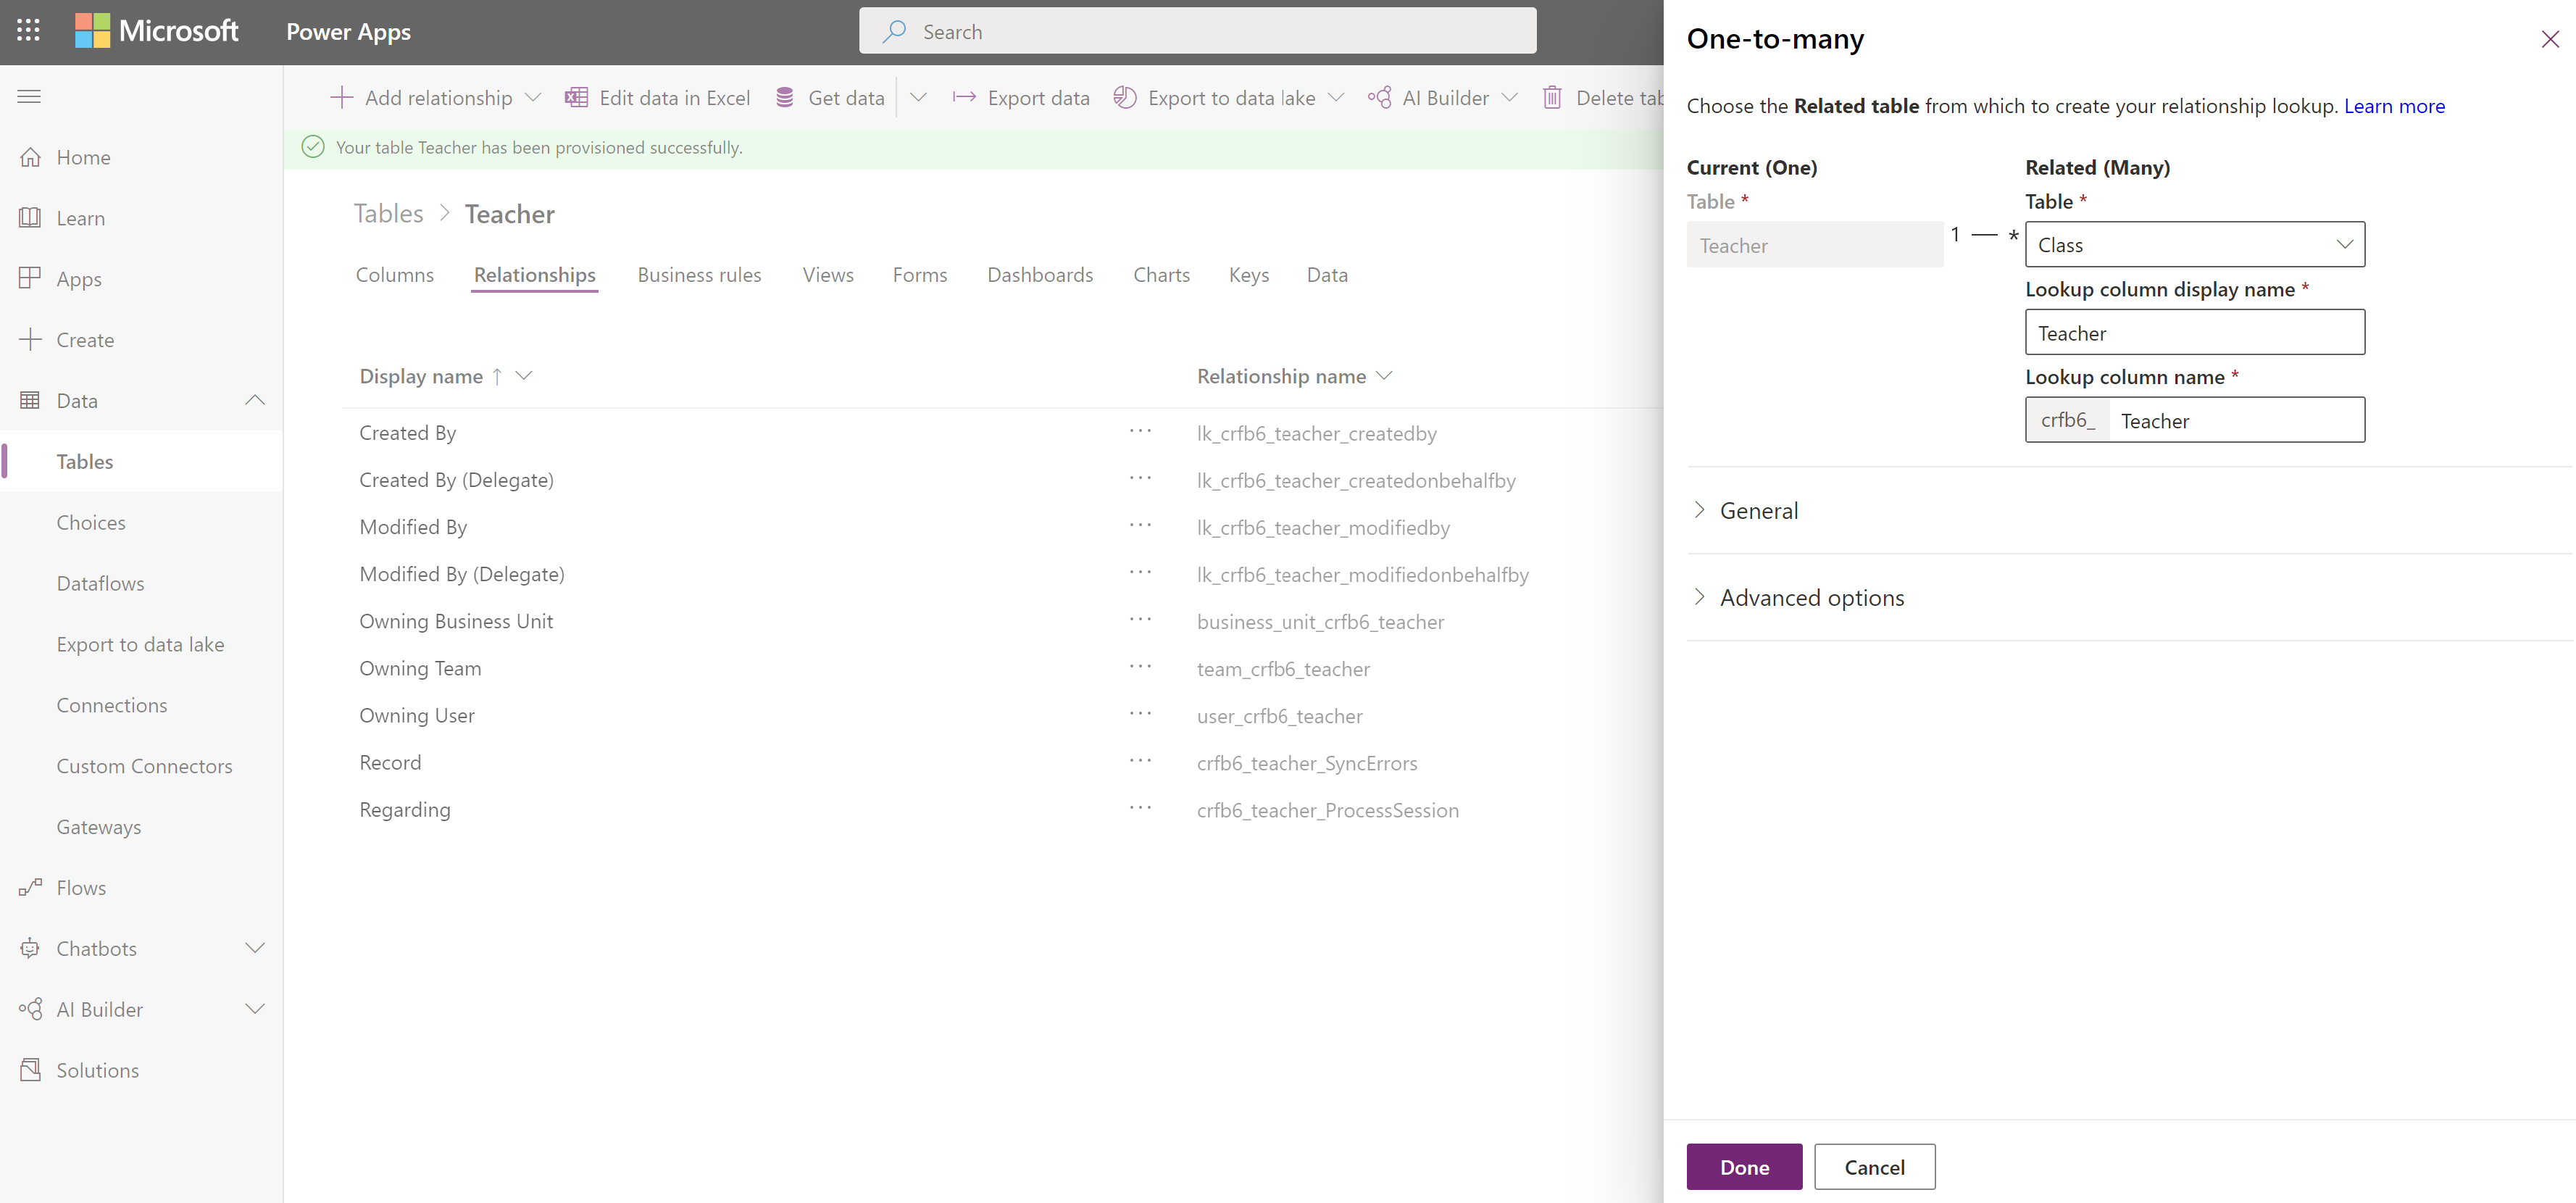 Microsoft
Power Apps
Search
Home
Learn
Apps
Create
Data
Tables
Choices
Dataflows
Export to data lake
Connections
Custom Connectors
Gateways
Flows
Chatbots
AI Builder
Solutions
Add relationship
Edit data in Excel
Get data
Export data
Export to data lake
AI Builder
Delete tab
Your table Teacher has been provisioned successfully.
Tables > Teacher
Columns Relationships Business rules Views Forms Dashboards Charts Keys Data
Display name ↑ Relationship name
Created By ··· lk_crfb6_teacher_createdby
Created By (Delegate) ··· lk_crfb6_teacher_createdonbehalfby
Modified By ··· lk_crfb6_teacher_modifiedby
Modified By (Delegate) ··· lk_crfb6_teacher_modifiedonbehalfby
Owning Business Unit ··· business_unit_crfb6_teacher
Owning Team ··· team_crfb6_teacher
Owning User ··· user_crfb6_teacher
Record ··· crfb6_teacher_SyncErrors
Regarding ··· crfb6_teacher_ProcessSession
One-to-many
Choose the Related table from which to create your relationship lookup. Learn more
Current (One)
Table *
Teacher
1 — *
Related (Many)
Table *
Class
Lookup column display name *
Teacher
Lookup column name *
crfb6_ Teacher
General
Advanced options
Done Cancel